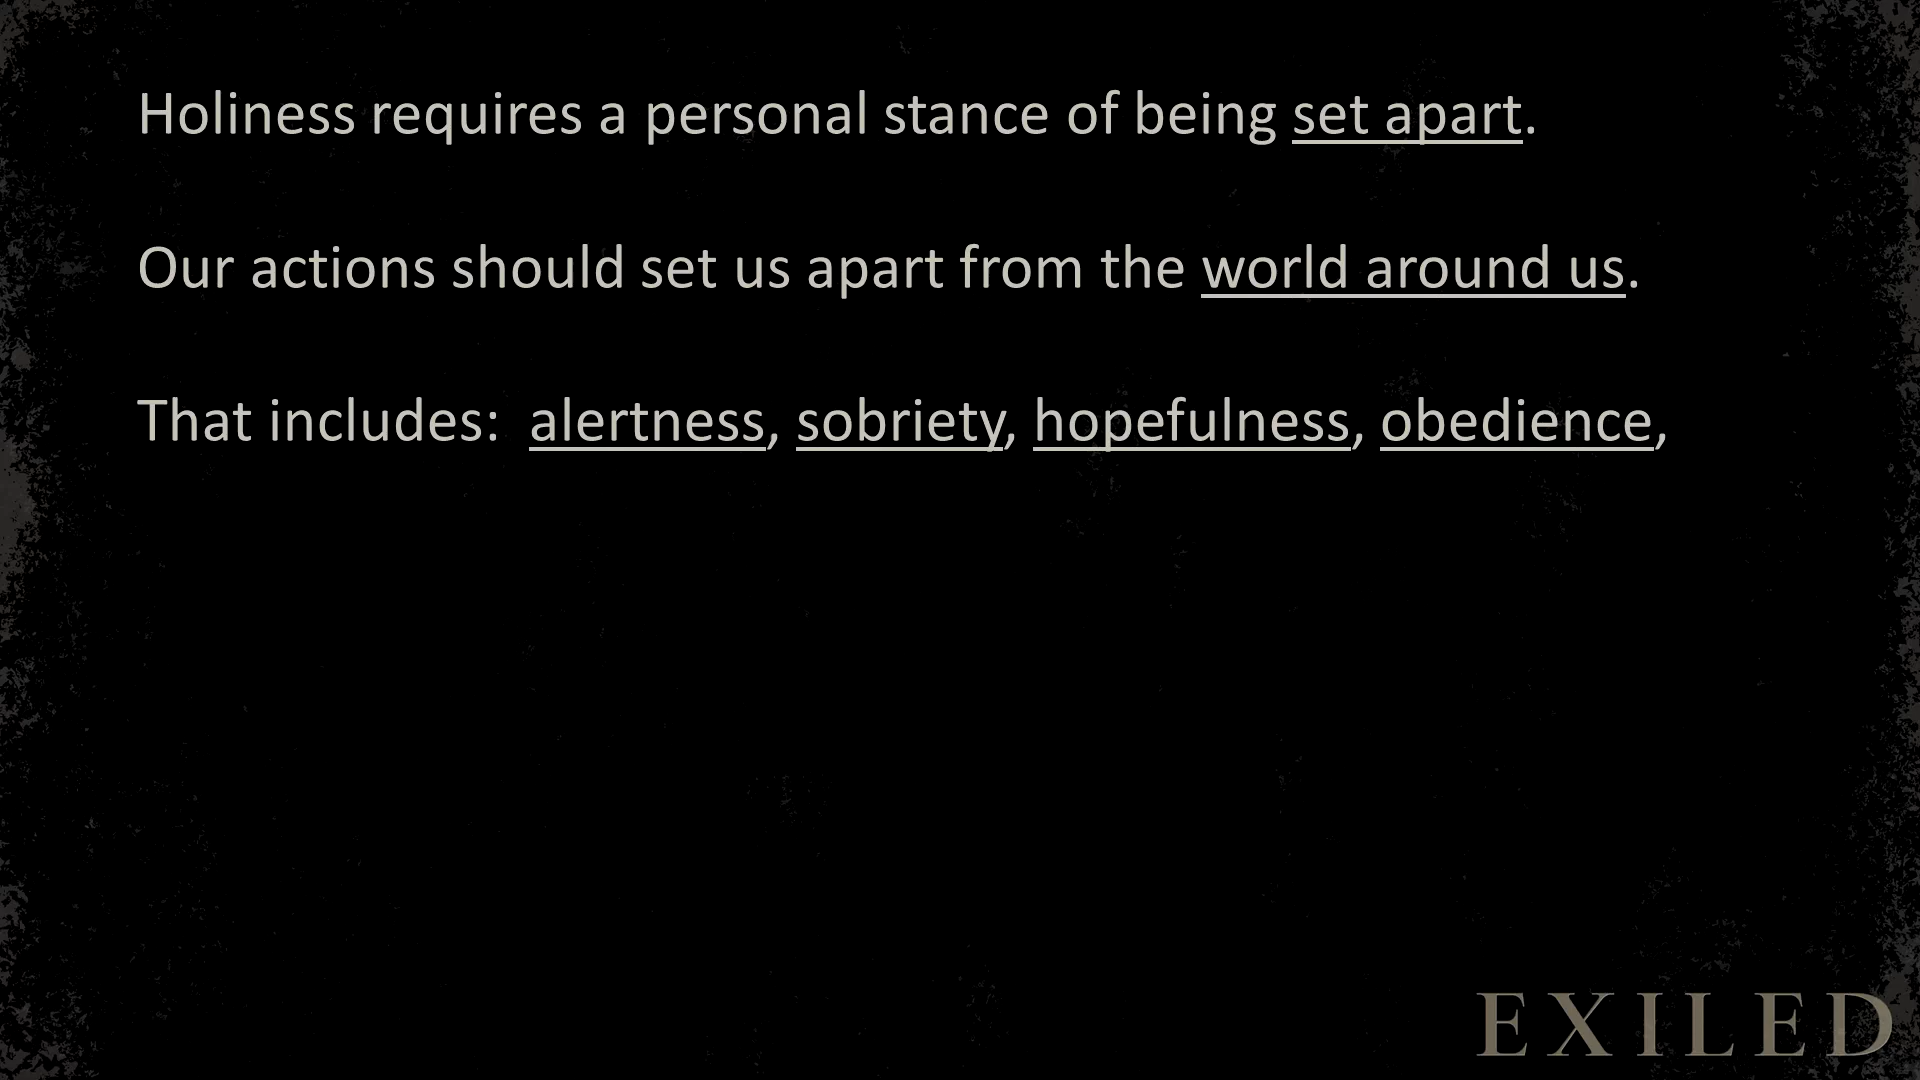 Holiness requires a personal stance of being set apart.
Our actions should set us apart from the world around us.
That includes:  alertness, sobriety, hopefulness, obedience,
EXILED